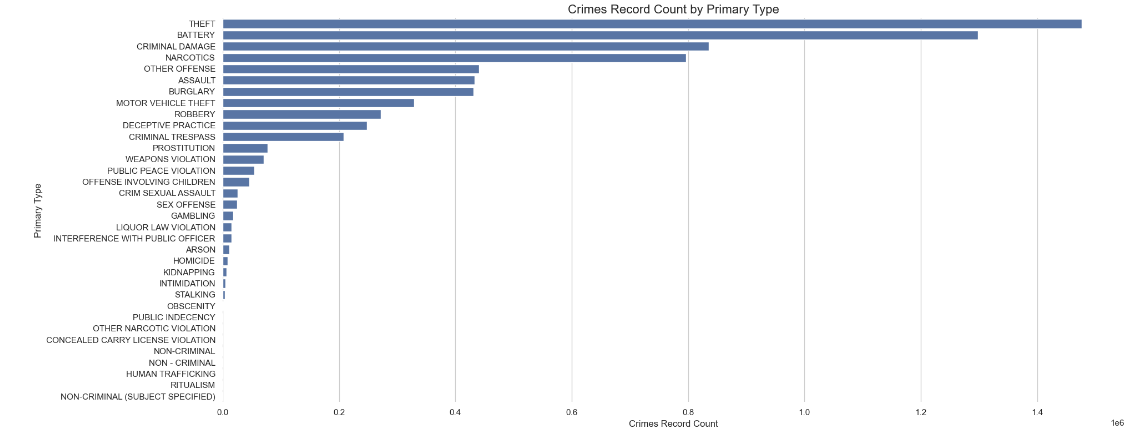 Crimes Record Count by Primary Type
THEFT
BATTERY
CRIMINAL DAMAGE
NARCOTICS
OTHER OFFENSE
ASSAULT
BURGLARY
MOTOR VEHICLE THEFT
ROBBERY
DECEPTIVE PRACTICE
CRIMINAL TRESPASS
PROSTITUTION
WEAPONS VIOLATION
PUBLIC PEACE VIOLATION
OFFENSE INVOLVING CHILDREN
CRIM SEXUAL ASSAULT
SEX OFFENSE
GAMBLING
LIQUOR LAW VIOLATION
INTERFERENCE WITH PUBLIC OFFICER
ARSON
HOMICIDE
KIDNAPPING
INTIMIDATION
STALKING
OBSCENITY
PUBLIC INDECENCY
OTHER NARCOTIC VIOLATION
CONCEALED CARRY LICENSE VIOLATION
NON-CRIMINAL
NON - CRIMINAL
HUMAN TRAFFICKING
RITUALISM
NON-CRIMINAL (SUBJECT SPECIFIED)
Primary Type
0.0 0.2 0.4 0.6 0.8 1.0 1.2 1.4
Crimes Record Count
1e6